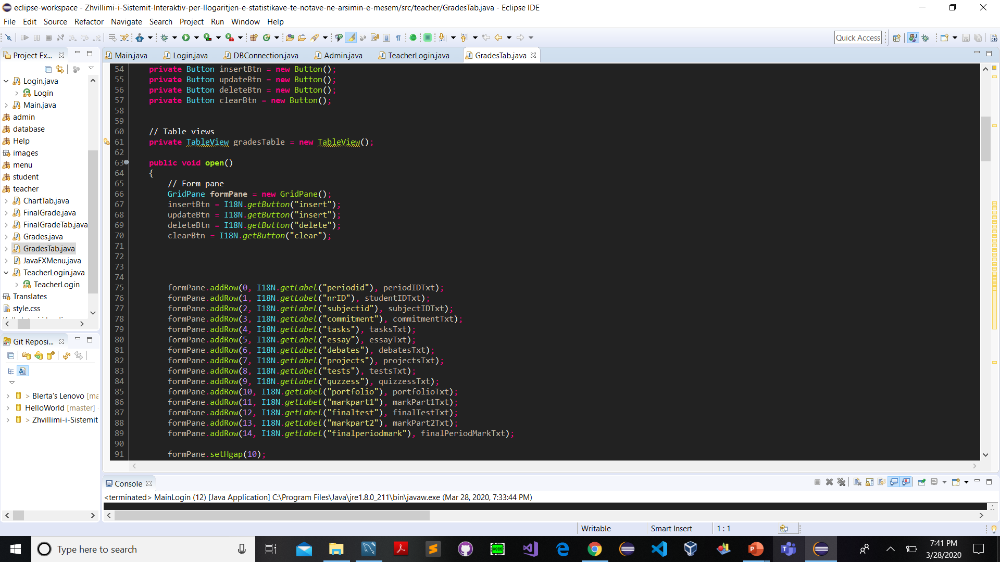 eclipse-workspace - Zhvillimi-i-Sistemit-Interaktiv-per-llogaritjen-e-statistikave-te-notave-ne-arsimin-e-mesem/src/teacher/GradesTab.java - Eclipse IDE
File Edit Source Refactor Navigate Search Project Run Window Help
Quick Access
Project Ex...
Login.java
Login
Main.java
admin
database
Help
images
menu
student
teacher
ChartTab.java
FinalGrade.java
FinalGradeTab.java
Grades.java
GradesTab.java
JavaFXMenu.java
TeacherLogin.java
TeacherLogin
Translates
style.css
Git Reposi...
> Blerta's Lenovo [ma
HelloWorld [master] -
> Zhvillimi-i-Sistemit
Main.java Login.java DBConnection.java Admin.java TeacherLogin.java GradesTab.java
54 private Button insertBtn = new Button();
55 private Button updateBtn = new Button();
56 private Button deleteBtn = new Button();
57 private Button clearBtn = new Button();
58
59
60 // Table views
61 private TableView gradesTable = new TableView();
62
63 public void open()
64 {
65 // Form pane
66 GridPane formPane = new GridPane();
67 insertBtn = I18N.getButton("insert");
68 updateBtn = I18N.getButton("insert");
69 deleteBtn = I18N.getButton("delete");
70 clearBtn = I18N.getButton("clear");
71
72
73
74
75 formPane.addRow(0, I18N.getLabel("periodid"), periodIDTxt);
76 formPane.addRow(1, I18N.getLabel("nrID"), studentIDTxt);
77 formPane.addRow(2, I18N.getLabel("subjectid"), subjectIDTxt);
78 formPane.addRow(3, I18N.getLabel("commitment"), commitmentTxt);
79 formPane.addRow(4, I18N.getLabel("tasks"), tasksTxt);
80 formPane.addRow(5, I18N.getLabel("essay"), essayTxt);
81 formPane.addRow(6, I18N.getLabel("debates"), debatesTxt);
82 formPane.addRow(7, I18N.getLabel("projects"), projectsTxt);
83 formPane.addRow(8, I18N.getLabel("tests"), testsTxt);
84 formPane.addRow(9, I18N.getLabel("quzzess"), quizzessTxt);
85 formPane.addRow(10, I18N.getLabel("portfolio"), portfolioTxt);
86 formPane.addRow(11, I18N.getLabel("markpart1"), markPart1Txt);
87 formPane.addRow(12, I18N.getLabel("finaltest"), finalTestTxt);
88 formPane.addRow(13, I18N.getLabel("markpart2"), markPart2Txt);
89 formPane.addRow(14, I18N.getLabel("finalperiodmark"), finalPeriodMarkTxt);
90
91 formPane.setHgap(10);
Console
<terminated> MainLogin (12) [Java Application] C:\Program Files\Java\jre1.8.0_211\bin\javaw.exe (Mar 28, 2020, 7:33:44 PM)
Writable Smart Insert 1 : 1
Type here to search
7:41 PM
3/28/2020